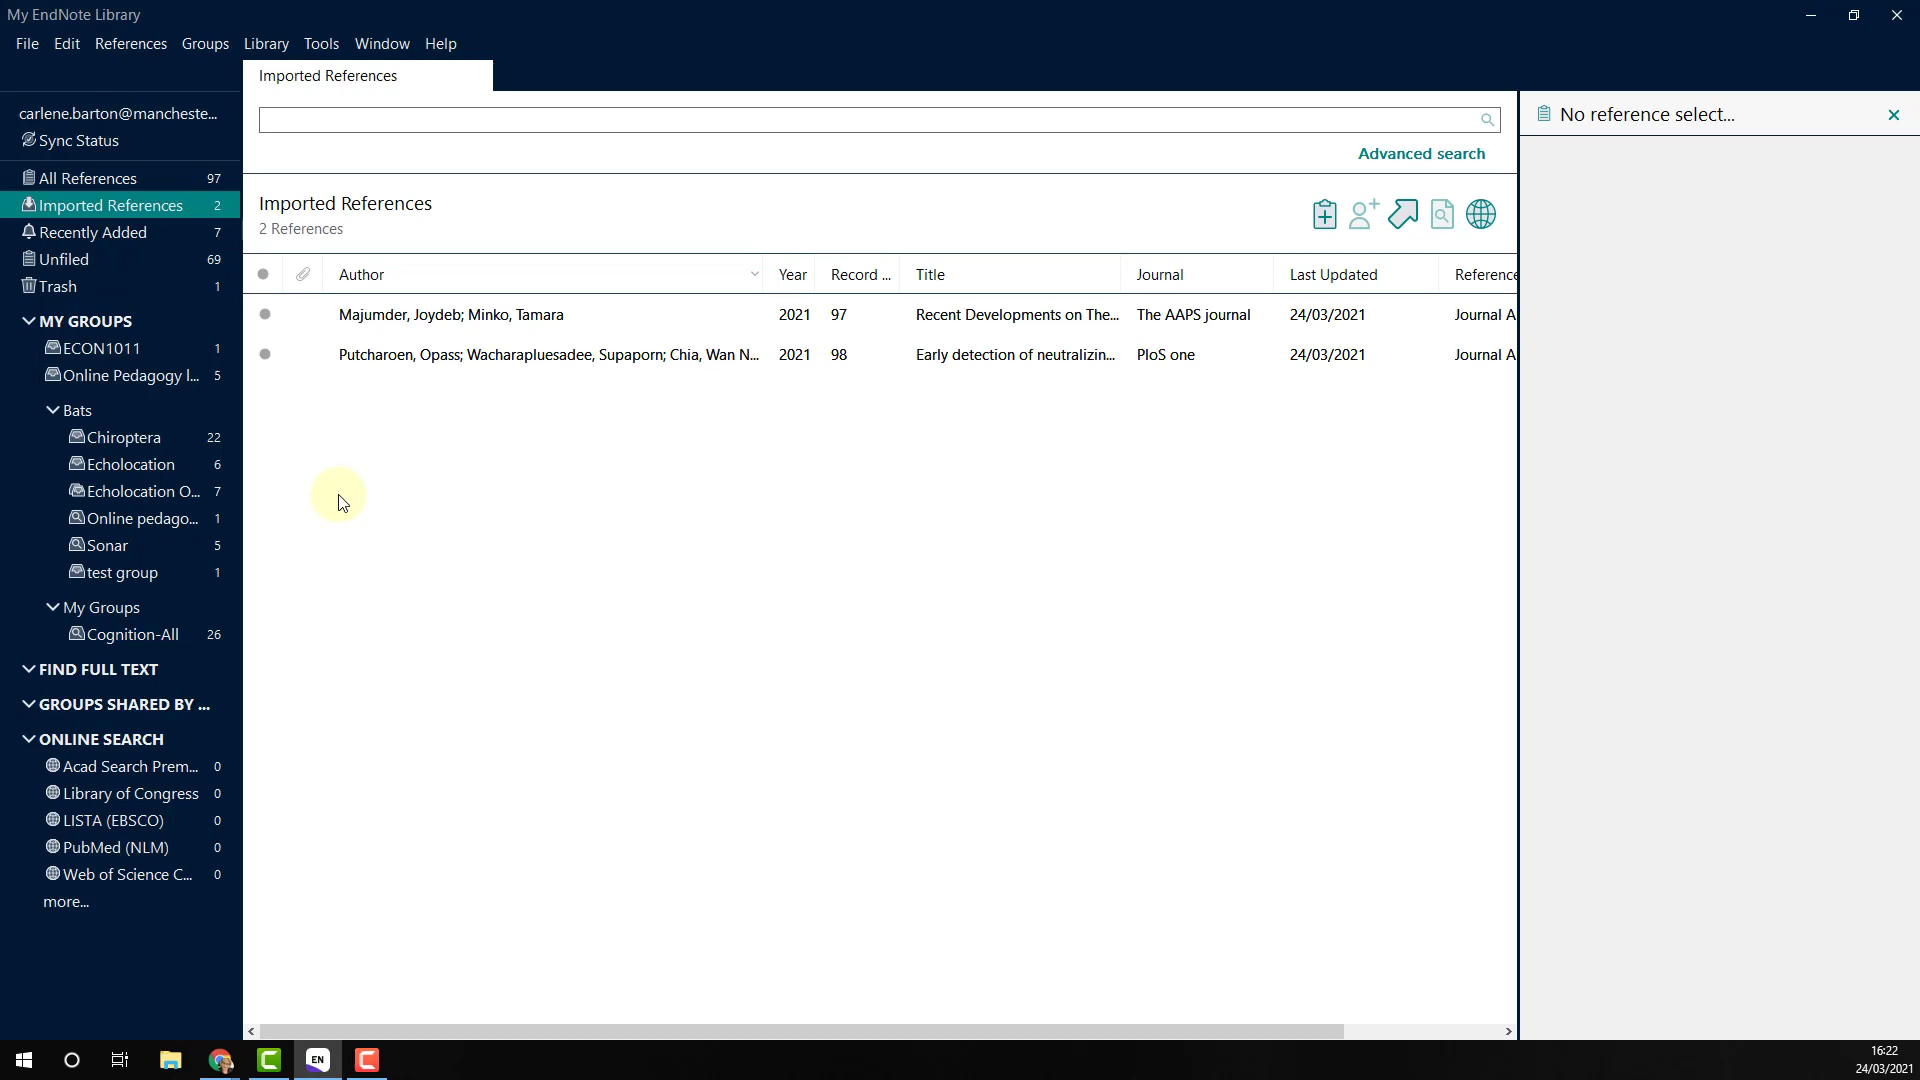 My EndNote Library
File Edit References Groups Library Tools Window Help
Imported References
carlene.barton@mancheste...
Sync Status
All References 97
Imported References 2
Recently Added 7
Unfiled 69
Trash 1
MY GROUPS
ECON1011 1
Online Pedagogy l... 5
Bats
Chiroptera 22
Echolocation 6
Echolocation O... 7
Online pedago... 1
Sonar 5
test group 1
My Groups
Cognition-All 26
FIND FULL TEXT
GROUPS SHARED BY ...
ONLINE SEARCH
Acad Search Prem... 0
Library of Congress 0
LISTA (EBSCO) 0
PubMed (NLM) 0
Web of Science C... 0
more...
Advanced search
Imported References
2 References
Author Year Record ... Title Journal Last Updated Reference
Majumder, Joydeb; Minko, Tamara 2021 97 Recent Developments on The... The AAPS journal 24/03/2021 Journal A
Putcharoen, Opass; Wacharapluesadee, Supaporn; Chia, Wan N... 2021 98 Early detection of neutralizin... PloS one 24/03/2021 Journal A
No reference select...
EN
16:22
24/03/2021